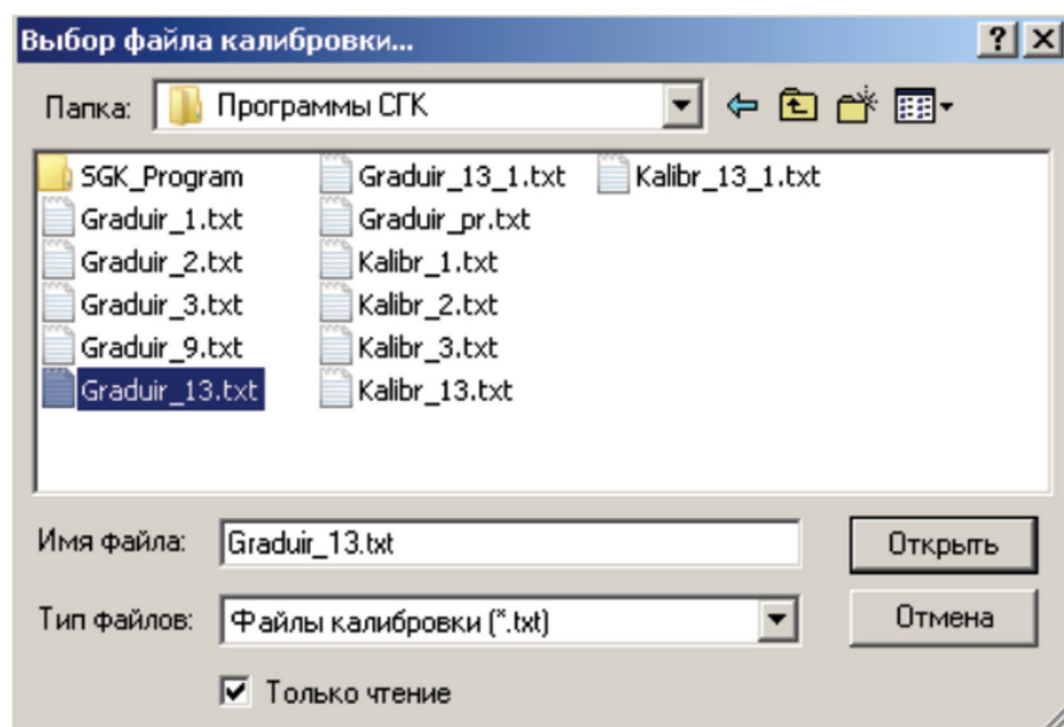 Выбор файла калибровки...
Папка: Программы СГК
SGK_Program Graduir_13_1.txt Kalibr_13_1.txt
Graduir_1.txt Graduir_pr.txt
Graduir_2.txt Kalibr_1.txt
Graduir_3.txt Kalibr_2.txt
Graduir_9.txt Kalibr_3.txt
Graduir_13.txt Kalibr_13.txt
Имя файла: Graduir_13.txt Открыть
Тип файлов: Файлы калибровки (*.txt) Отмена
Только чтение